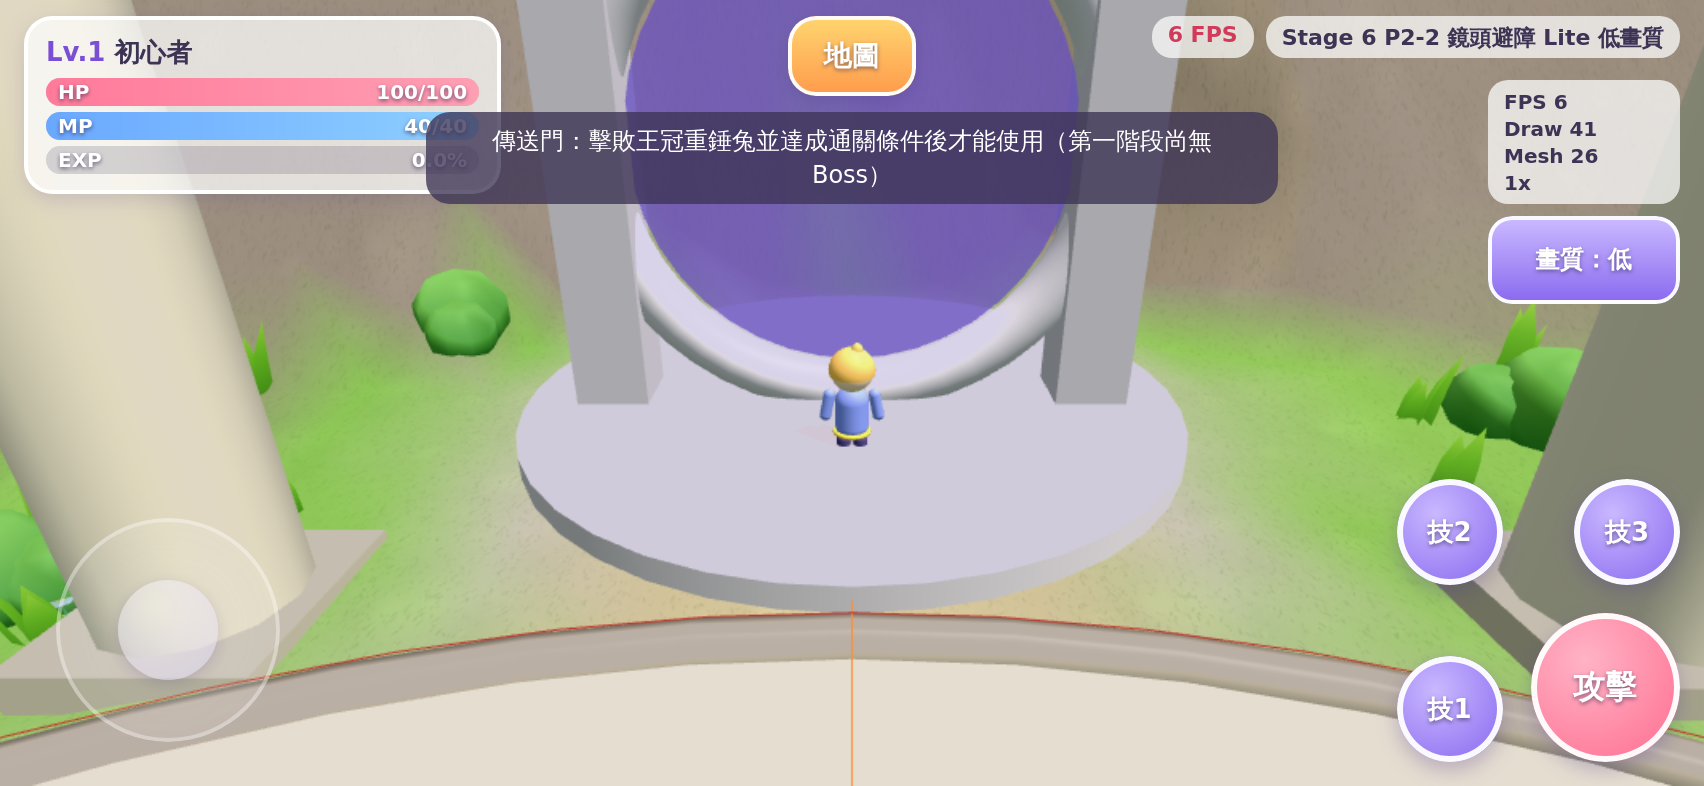 Lv.1 初心者
HP 100/100
MP 40/40
EXP 0.0%
地圖
6 FPS
Stage 6 P2-2 鏡頭避障 Lite 低畫質
傳送門：擊敗王冠重錘兔並達成通關條件後才能使用（第一階段尚無
Boss）
FPS 6
Draw 41
Mesh 26
1x
畫質：低
技2
技3
技1
攻擊